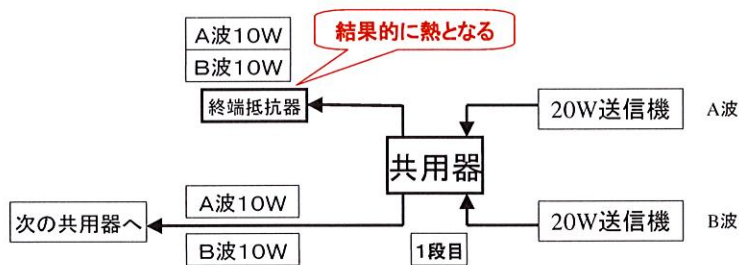 A波10W
B波10W
結果的に熱となる
終端抵抗器
20W送信機
A波
共用器
次の共用器へ
A波10W
B波10W
1段目
20W送信機
B波